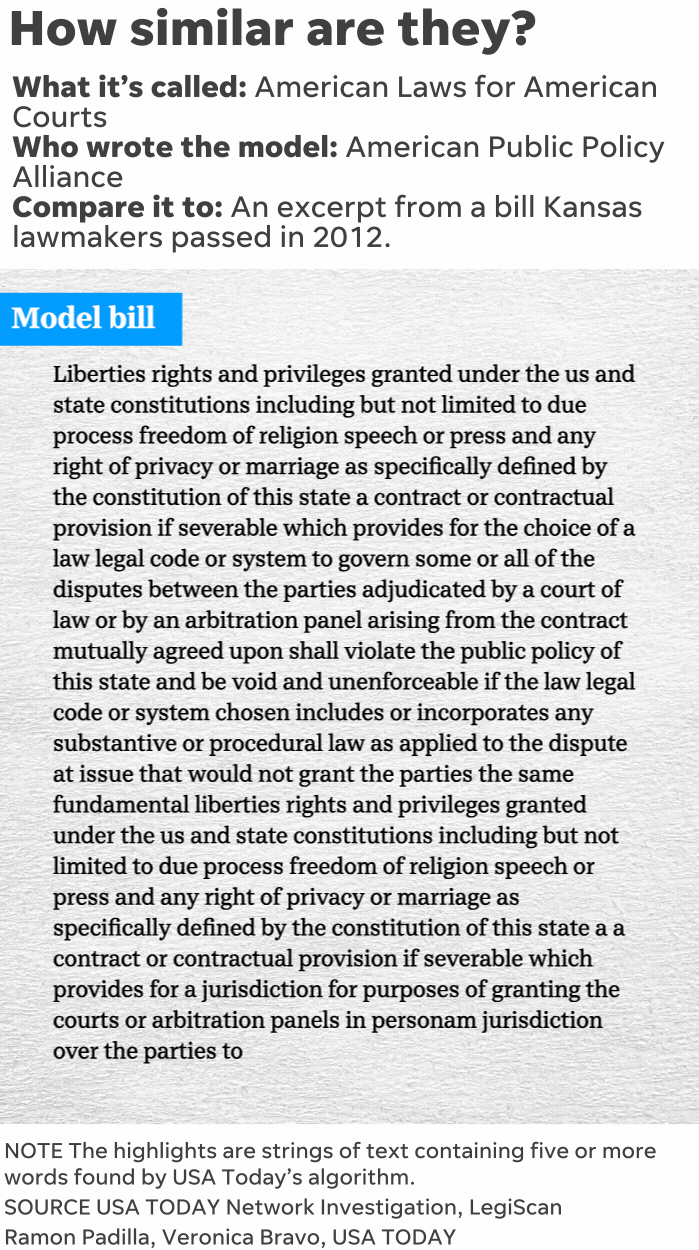 How similar are they?
What it's called: American Laws for American
Courts
Who wrote the model: American Public Policy
Alliance
Compare it to: An excerpt from a bill Kansas
lawmakers passed in 2012.
Model bill
Liberties rights and privileges granted under the us and
state constitutions including but not limited to due
process freedom of religion speech or press and any
right of privacy or marriage as specifically defined by
the constitution of this state a contract or contractual
provision if severable which provides for the choice of a
law legal code or system to govern some or all of the
disputes between the parties adjudicated by a court of
law or by an arbitration panel arising from the contract
mutually agreed upon shall violate the public policy of
this state and be void and unenforceable if the law legal
code or system chosen includes or incorporates any
substantive or procedural law as applied to the dispute
at issue that would not grant the parties the same
fundamental liberties rights and privileges granted
under the us and state constitutions including but not
limited to due process freedom of religion speech or
press and any right of privacy or marriage as
specifically defined by the constitution of this state a a
contract or contractual provision if severable which
provides for a jurisdiction for purposes of granting the
courts or arbitration panels in personam jurisdiction
over the parties to
NOTE The highlights are strings of text containing five or more
words found by USA Today's algorithm.
SOURCE USA TODAY Network Investigation, LegiScan
Ramon Padilla, Veronica Bravo, USA TODAY